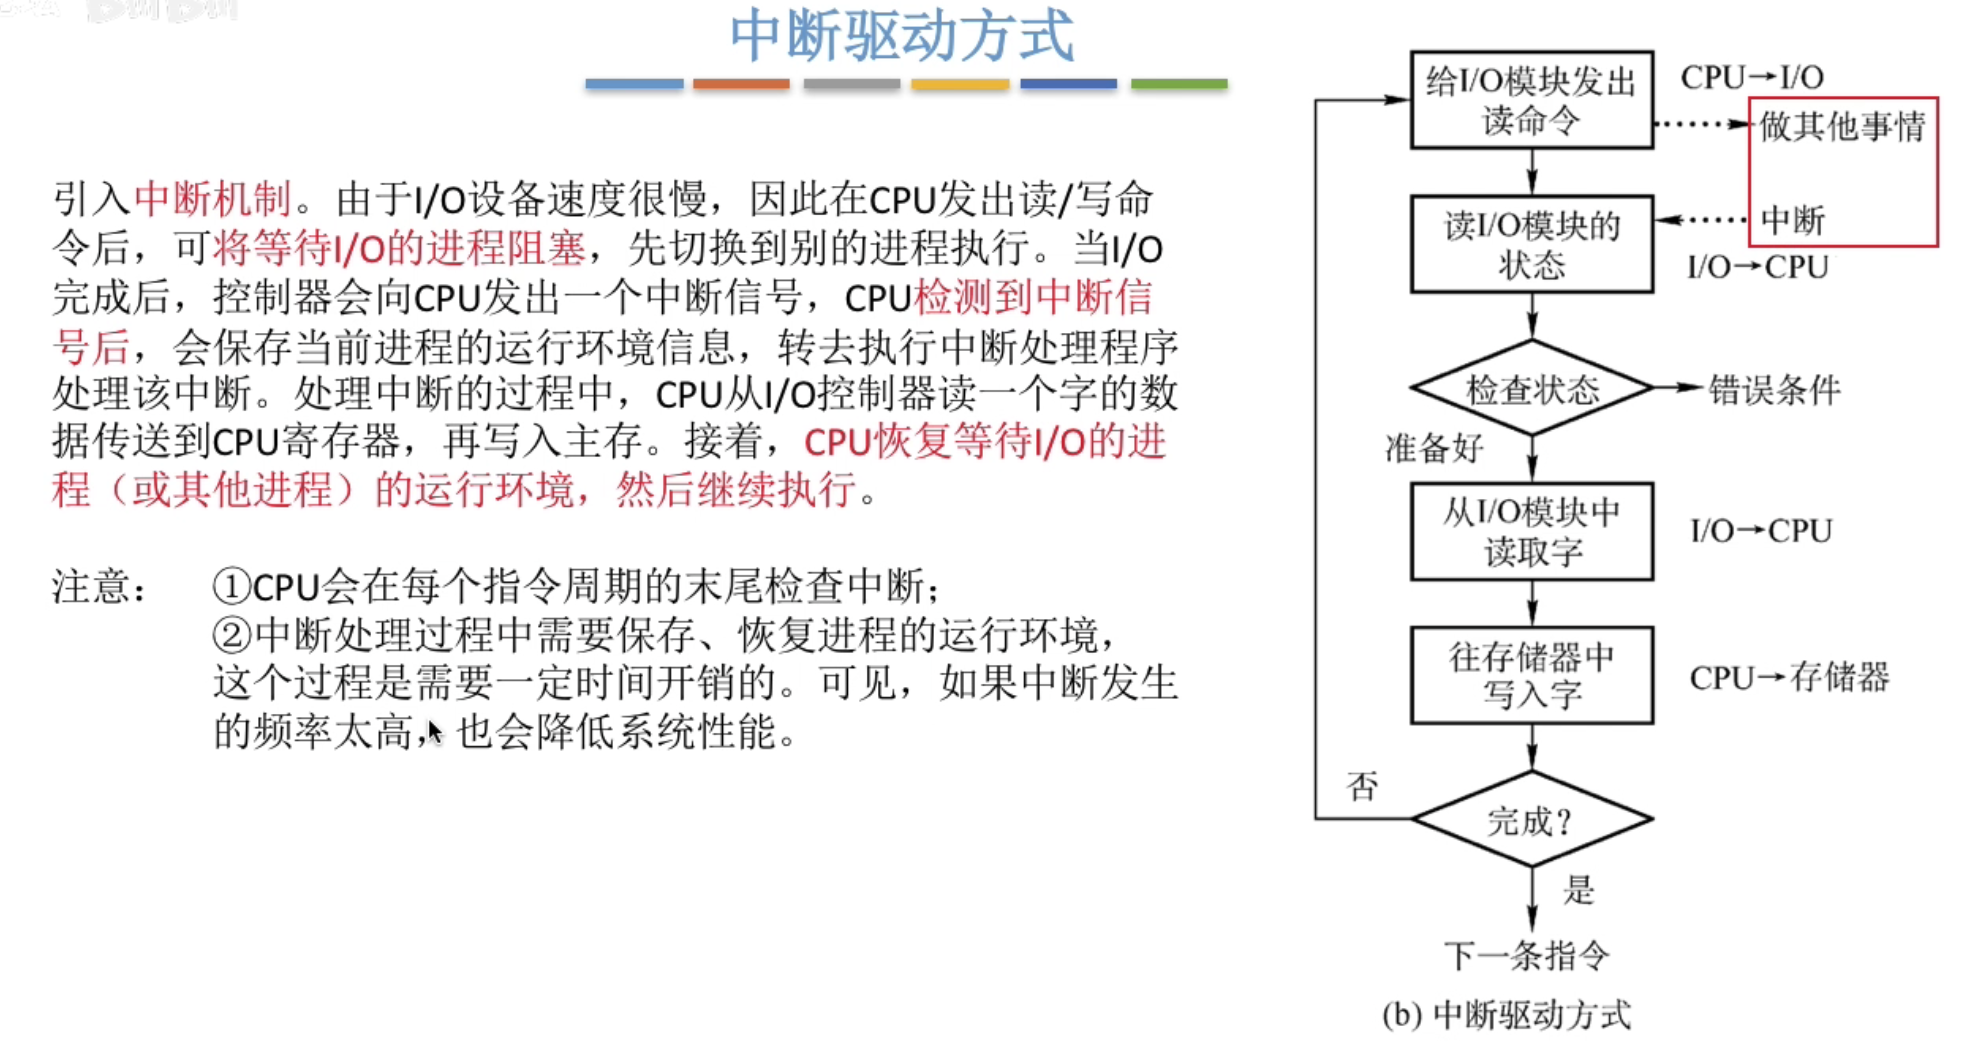 中断驱动方式
引入中断机制。由于I/O设备速度很慢，因此在CPU发出读/写命
令后，可将等待I/O的进程阻塞，先切换到别的进程执行。当I/O
完成后，控制器会向CPU发出一个中断信号，CPU检测到中断信
号后，会保存当前进程的运行环境信息，转去执行中断处理程序
处理该中断。处理中断的过程中，CPU从I/O控制器读一个字的数
据传送到CPU寄存器，再写入主存。接着，CPU恢复等待I/O的进
程（或其他进程）的运行环境，然后继续执行。
注意：
①CPU会在每个指令周期的末尾检查中断；
②中断处理过程中需要保存、恢复进程的运行环境，
这个过程是需要一定时间开销的。可见，如果中断发生
的频率太高，也会降低系统性能。
给I/O模块发出
读命令
CPU→I/O
做其他事情
读I/O模块的
状态
中断
I/O→CPU
检查状态
错误条件
准备好
从I/O模块中
读取字
I/O→CPU
往存储器中
写入字
CPU→存储器
否
完成？
是
下一条指令
(b) 中断驱动方式